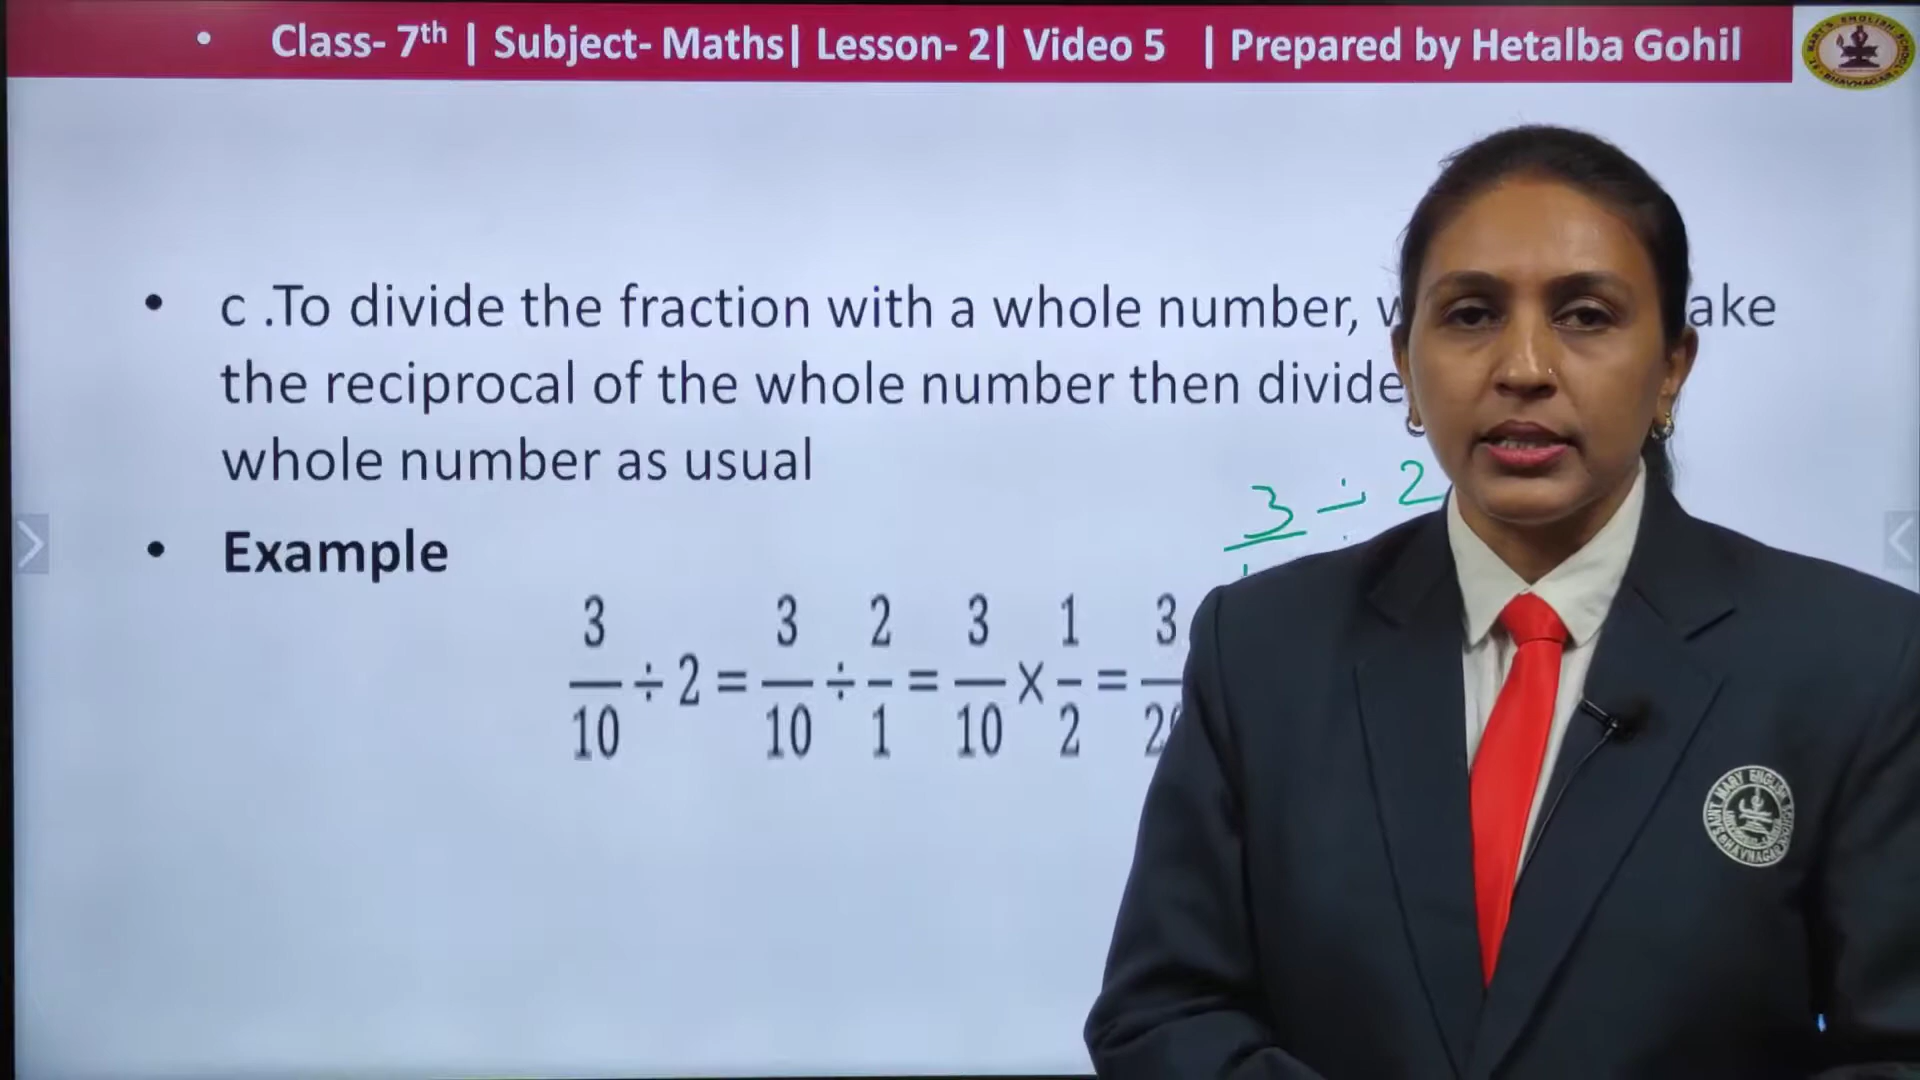 • Class- 7th | Subject- Maths| Lesson- 2| Video 5 | Prepared by Hetalba Gohil
• c .To divide the fraction with a whole number,
the reciprocal of the whole number then divide
whole number as usual
3 ÷ 2
• Example
3/10 ÷ 2 = 3/10 ÷ 2/1 = 3/10 × 1/2 = 3